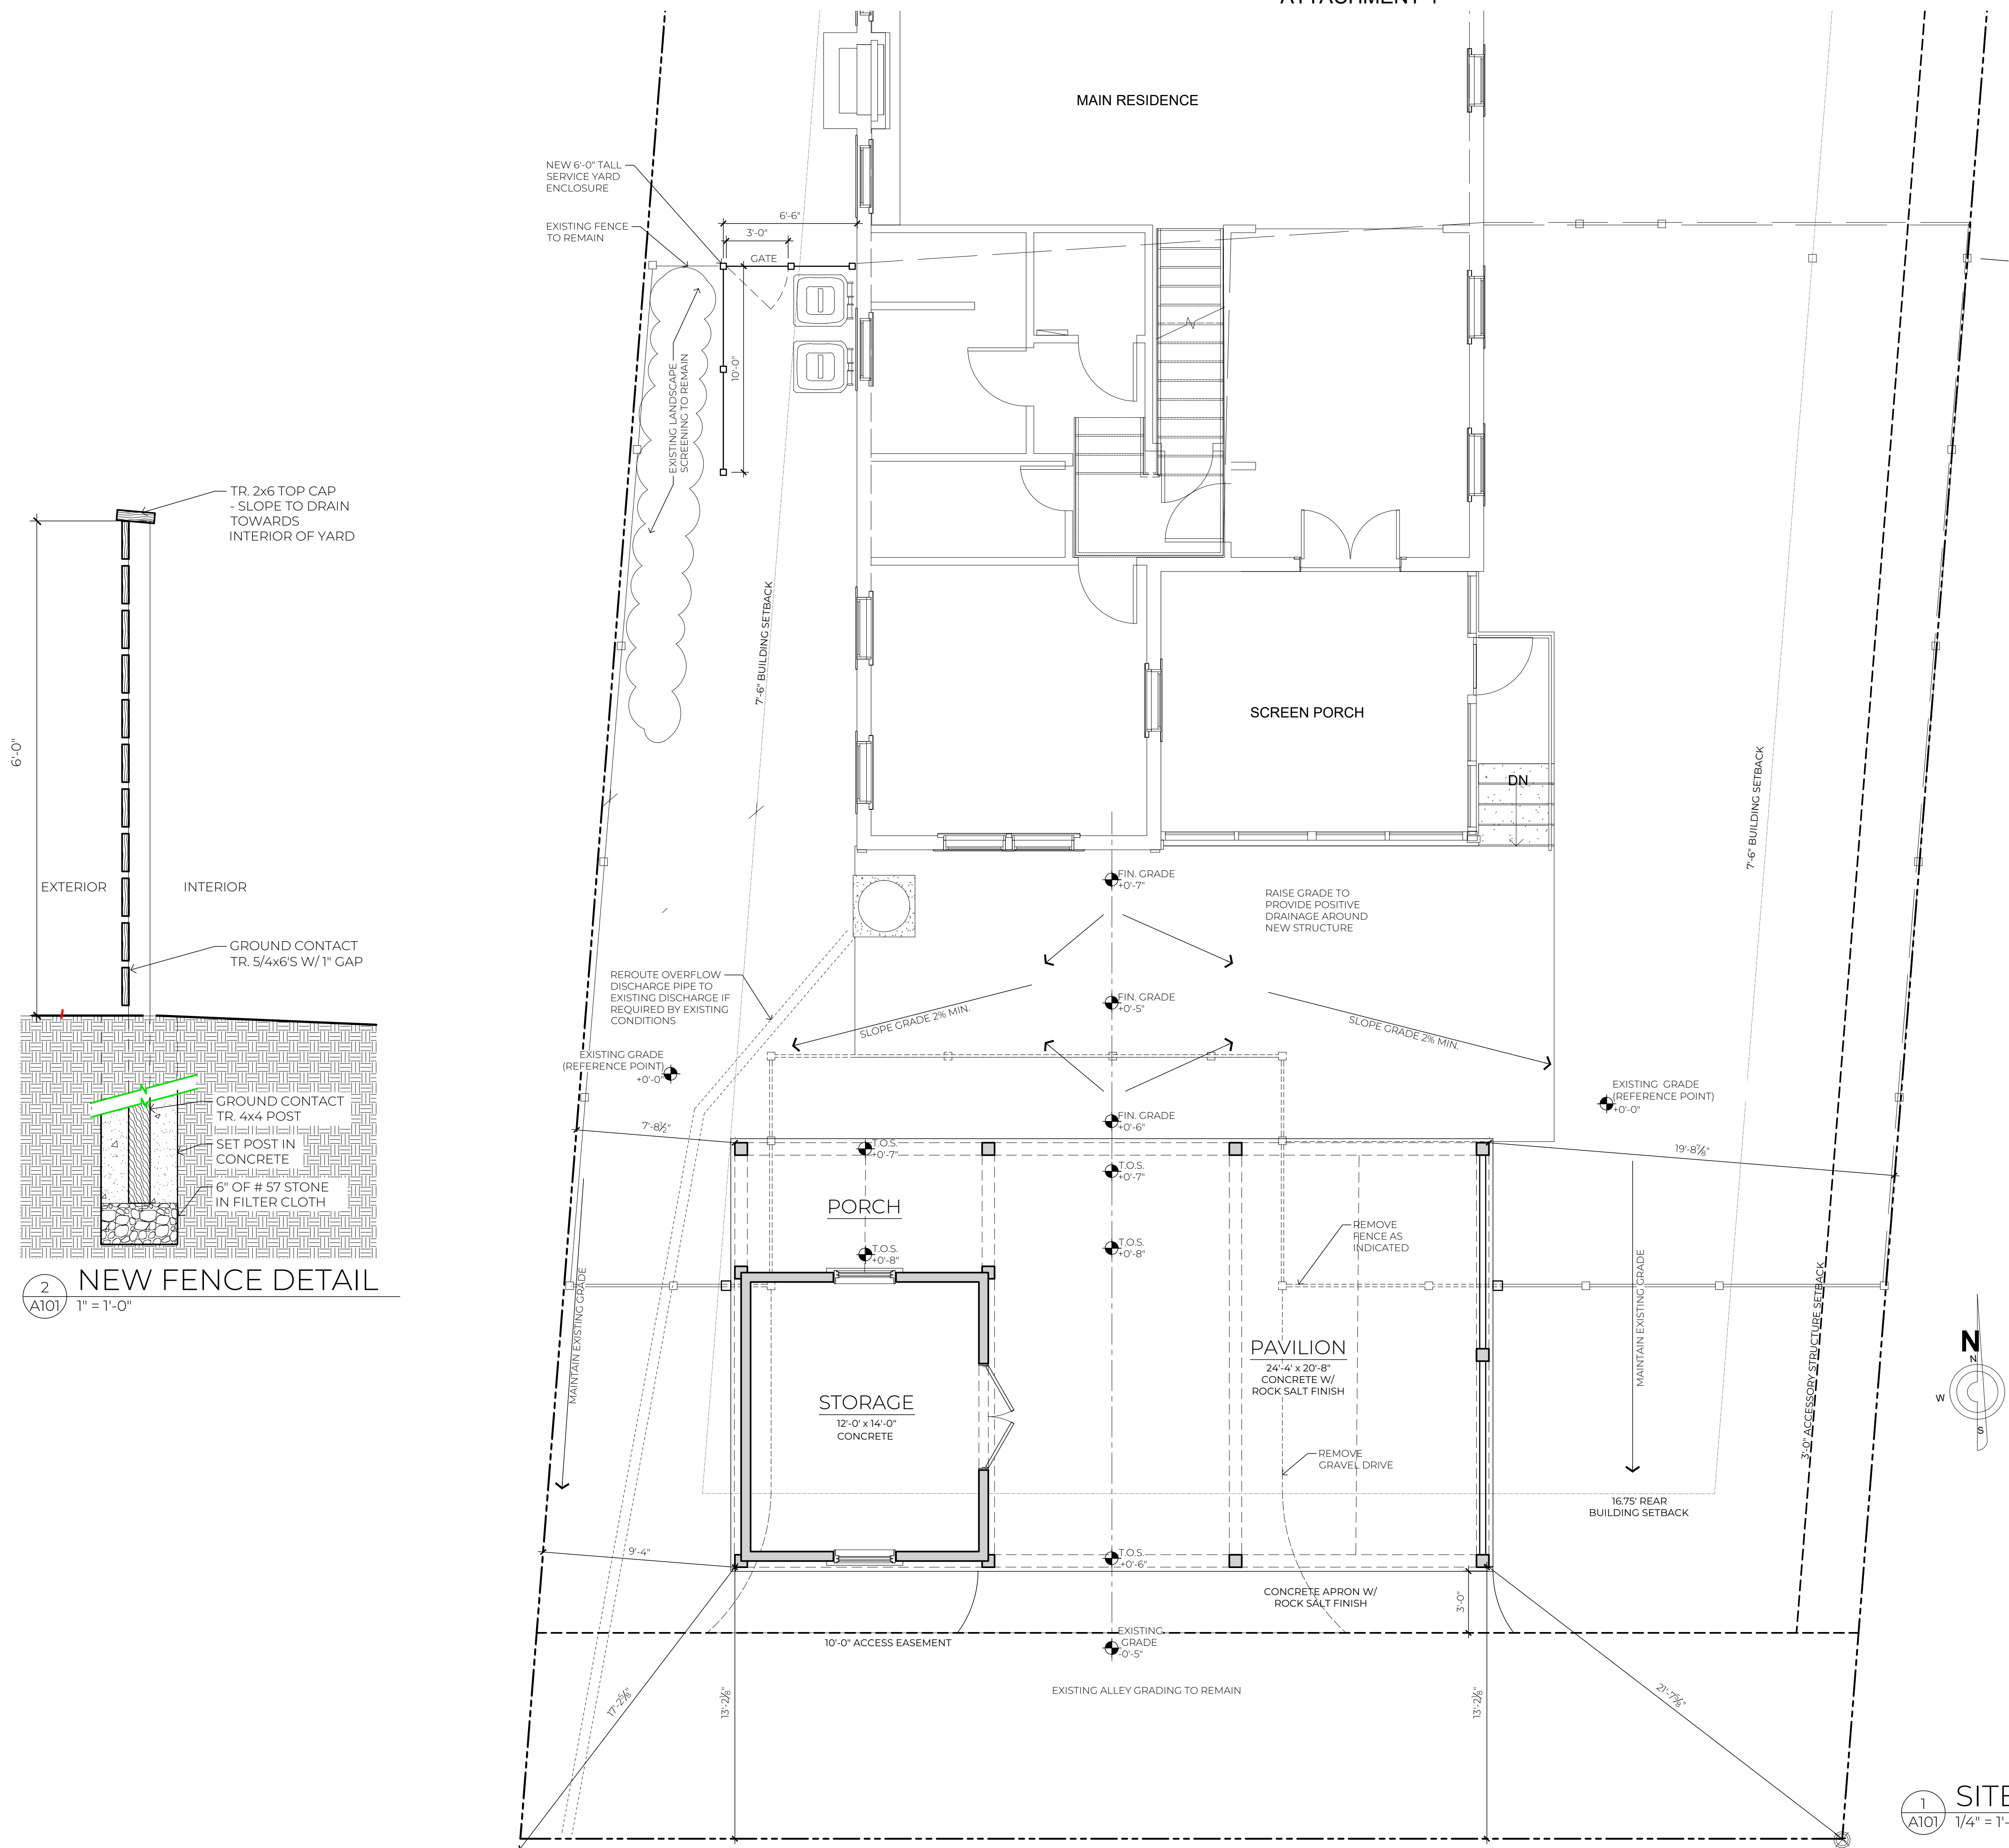 MAIN RESIDENCE
NEW 6'-0" TALL
SERVICE YARD
ENCLOSURE
EXISTING FENCE
TO REMAIN
6'-6"
3'-0"
GATE
10'-0"
EXISTING LANDSCAPE
SCREENING TO REMAIN
7'-6" BUILDING SETBACK
SCREEN PORCH
DN
7'-6" BUILDING SETBACK
TR. 2x6 TOP CAP
- SLOPE TO DRAIN
TOWARDS
INTERIOR OF YARD
6'-0"
EXTERIOR
INTERIOR
GROUND CONTACT
TR. 5/4x6'S W/ 1" GAP
GROUND CONTACT
TR. 4x4 POST
SET POST IN
CONCRETE
6" OF # 57 STONE
IN FILTER CLOTH
2
A101
NEW FENCE DETAIL
1" = 1'-0"
FIN. GRADE
+0'-7"
RAISE GRADE TO
PROVIDE POSITIVE
DRAINAGE AROUND
NEW STRUCTURE
REROUTE OVERFLOW
DISCHARGE PIPE TO
EXISTING DISCHARGE IF
REQUIRED BY EXISTING
CONDITIONS
FIN. GRADE
+0'-5"
SLOPE GRADE 2% MIN.
SLOPE GRADE 2% MIN.
EXISTING GRADE
(REFERENCE POINT)
+0'-0"
EXISTING GRADE
(REFERENCE POINT)
+0'-0"
FIN. GRADE
+0'-6"
7'-8½"
19'-8⅞"
T.O.S.
+0'-7"
T.O.S.
+0'-7"
PORCH
T.O.S.
+0'-8"
T.O.S.
+0'-8"
REMOVE
FENCE AS
INDICATED
MAINTAIN EXISTING GRADE
MAINTAIN EXISTING GRADE
3'-0" ACCESSORY STRUCTURE SETBACK
PAVILION
24'-4' x 20'-8"
CONCRETE W/
ROCK SALT FINISH
STORAGE
12'-0' x 14'-0"
CONCRETE
REMOVE
GRAVEL DRIVE
N
N
W
S
16.75' REAR
BUILDING SETBACK
9'-4"
T.O.S.
+0'-6"
CONCRETE APRON W/
ROCK SALT FINISH
3'-0"
10'-0" ACCESS EASEMENT
EXISTING
GRADE
-0'-5"
EXISTING ALLEY GRADING TO REMAIN
17'-2⅝"
13'-2⅛"
13'-2⅛"
21'-7⅝"
1
A101
SITE
1/4" = 1'-